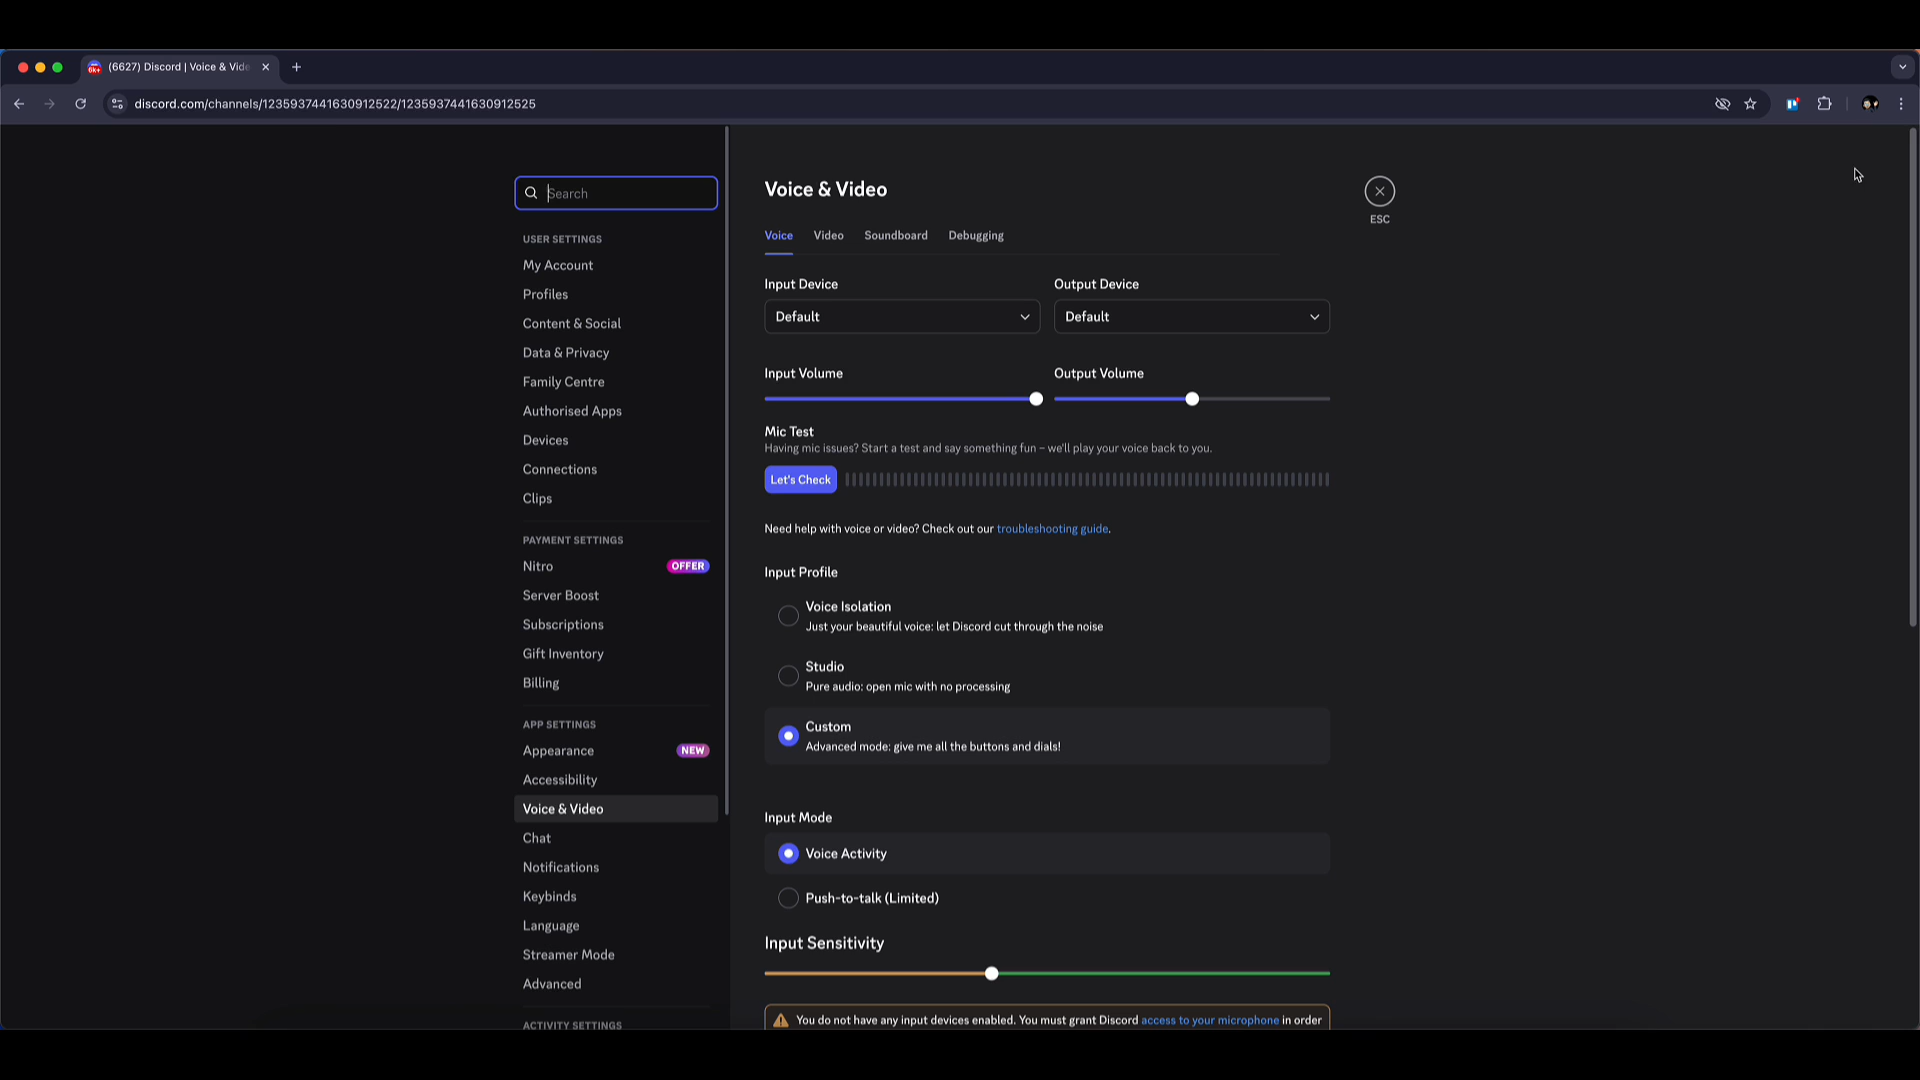 (6627) Discord | Voice & Vide
discord.com/channels/1235937441630912522/1235937441630912525
Search
USER SETTINGS
My Account
Profiles
Content & Social
Data & Privacy
Family Centre
Authorised Apps
Devices
Connections
Clips
PAYMENT SETTINGS
Nitro
OFFER
Server Boost
Subscriptions
Gift Inventory
Billing
APP SETTINGS
Appearance
NEW
Accessibility
Voice & Video
Chat
Notifications
Keybinds
Language
Streamer Mode
Advanced
ACTIVITY SETTINGS
Voice & Video
ESC
Voice Video Soundboard Debugging
Input Device Output Device
Default Default
Input Volume Output Volume
Mic Test
Having mic issues? Start a test and say something fun – we'll play your voice back to you.
Let's Check
Need help with voice or video? Check out our troubleshooting guide.
Input Profile
Voice Isolation
Just your beautiful voice: let Discord cut through the noise
Studio
Pure audio: open mic with no processing
Custom
Advanced mode: give me all the buttons and dials!
Input Mode
Voice Activity
Push-to-talk (Limited)
Input Sensitivity
You do not have any input devices enabled. You must grant Discord access to your microphone in order